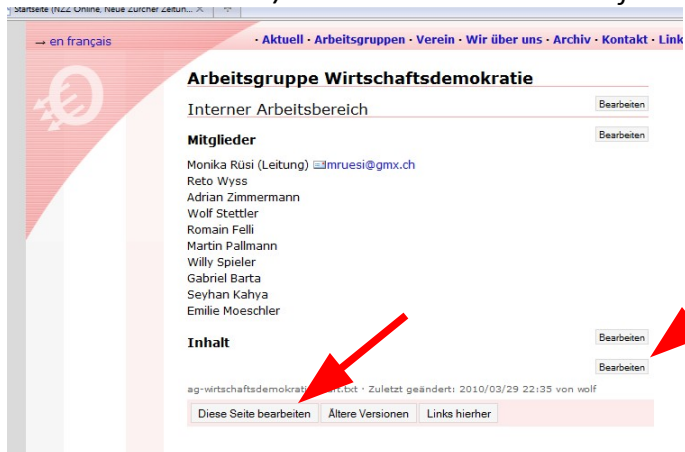 Startseite (NZZ Online, Neue Zürcher Zeitun...
→ en français
· Aktuell · Arbeitsgruppen · Verein · Wir über uns · Archiv · Kontakt · Link
Arbeitsgruppe Wirtschaftsdemokratie
Interner Arbeitsbereich Bearbeiten
Mitglieder Bearbeiten
Monika Rüsi (Leitung) mruesi@gmx.ch
Reto Wyss
Adrian Zimmermann
Wolf Stettler
Romain Felli
Martin Pallmann
Willy Spieler
Gabriel Barta
Seyhan Kahya
Emilie Moeschler
Inhalt Bearbeiten
Bearbeiten
ag-wirtschaftsdemokrati .txt · Zuletzt geändert: 2010/03/29 22:35 von wolf
Diese Seite bearbeiten Ältere Versionen Links hierher